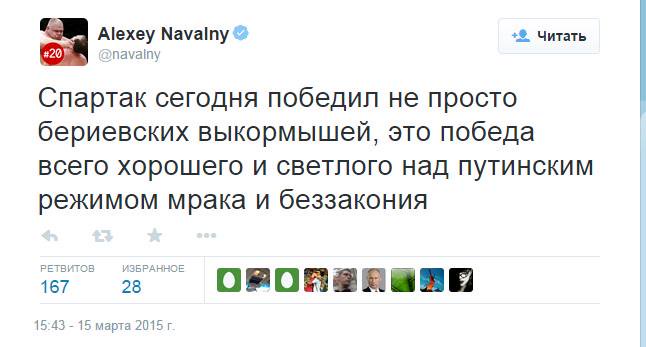 Alexey Navalny
@navalny
#20
Читать
Спартак сегодня победил не просто
бериевских выкормышей, это победа
всего хорошего и светлого над путинским
режимом мрака и беззакония
РЕТВИТОВ ИЗБРАННОЕ
167 28
15:43 - 15 марта 2015 г.